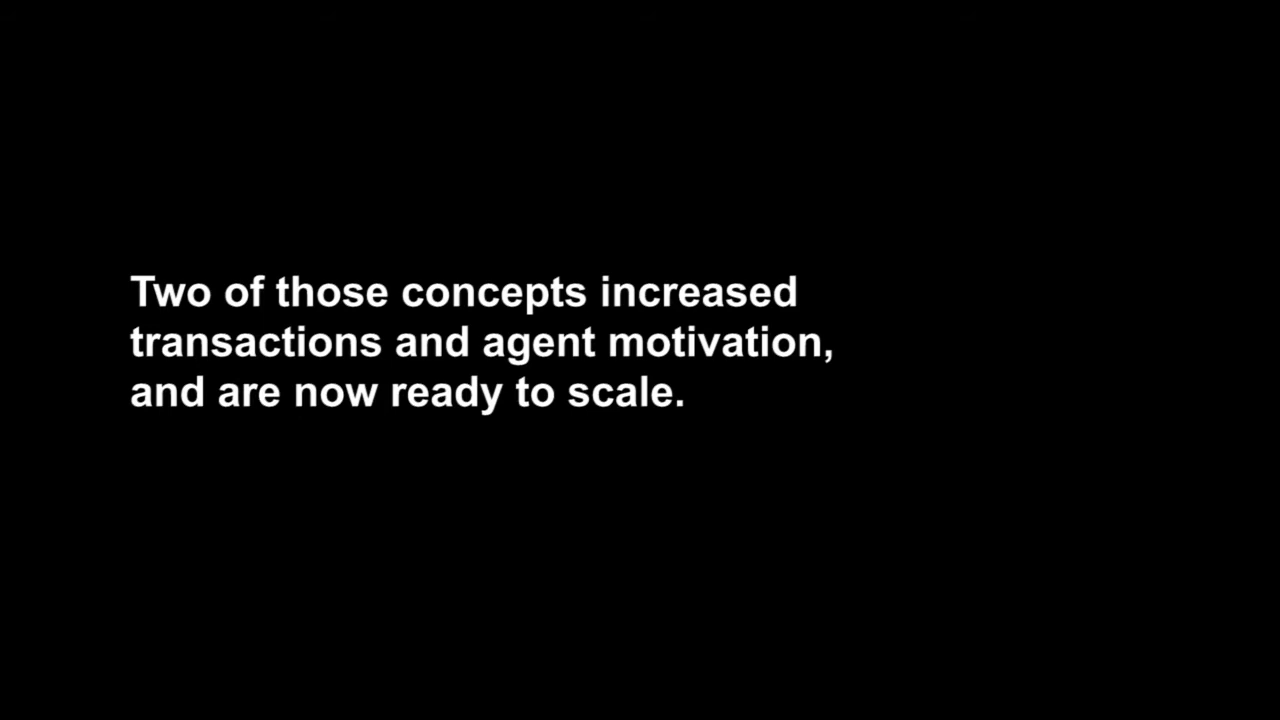 Two of those concepts increased
transactions and agent motivation,
and are now ready to scale.